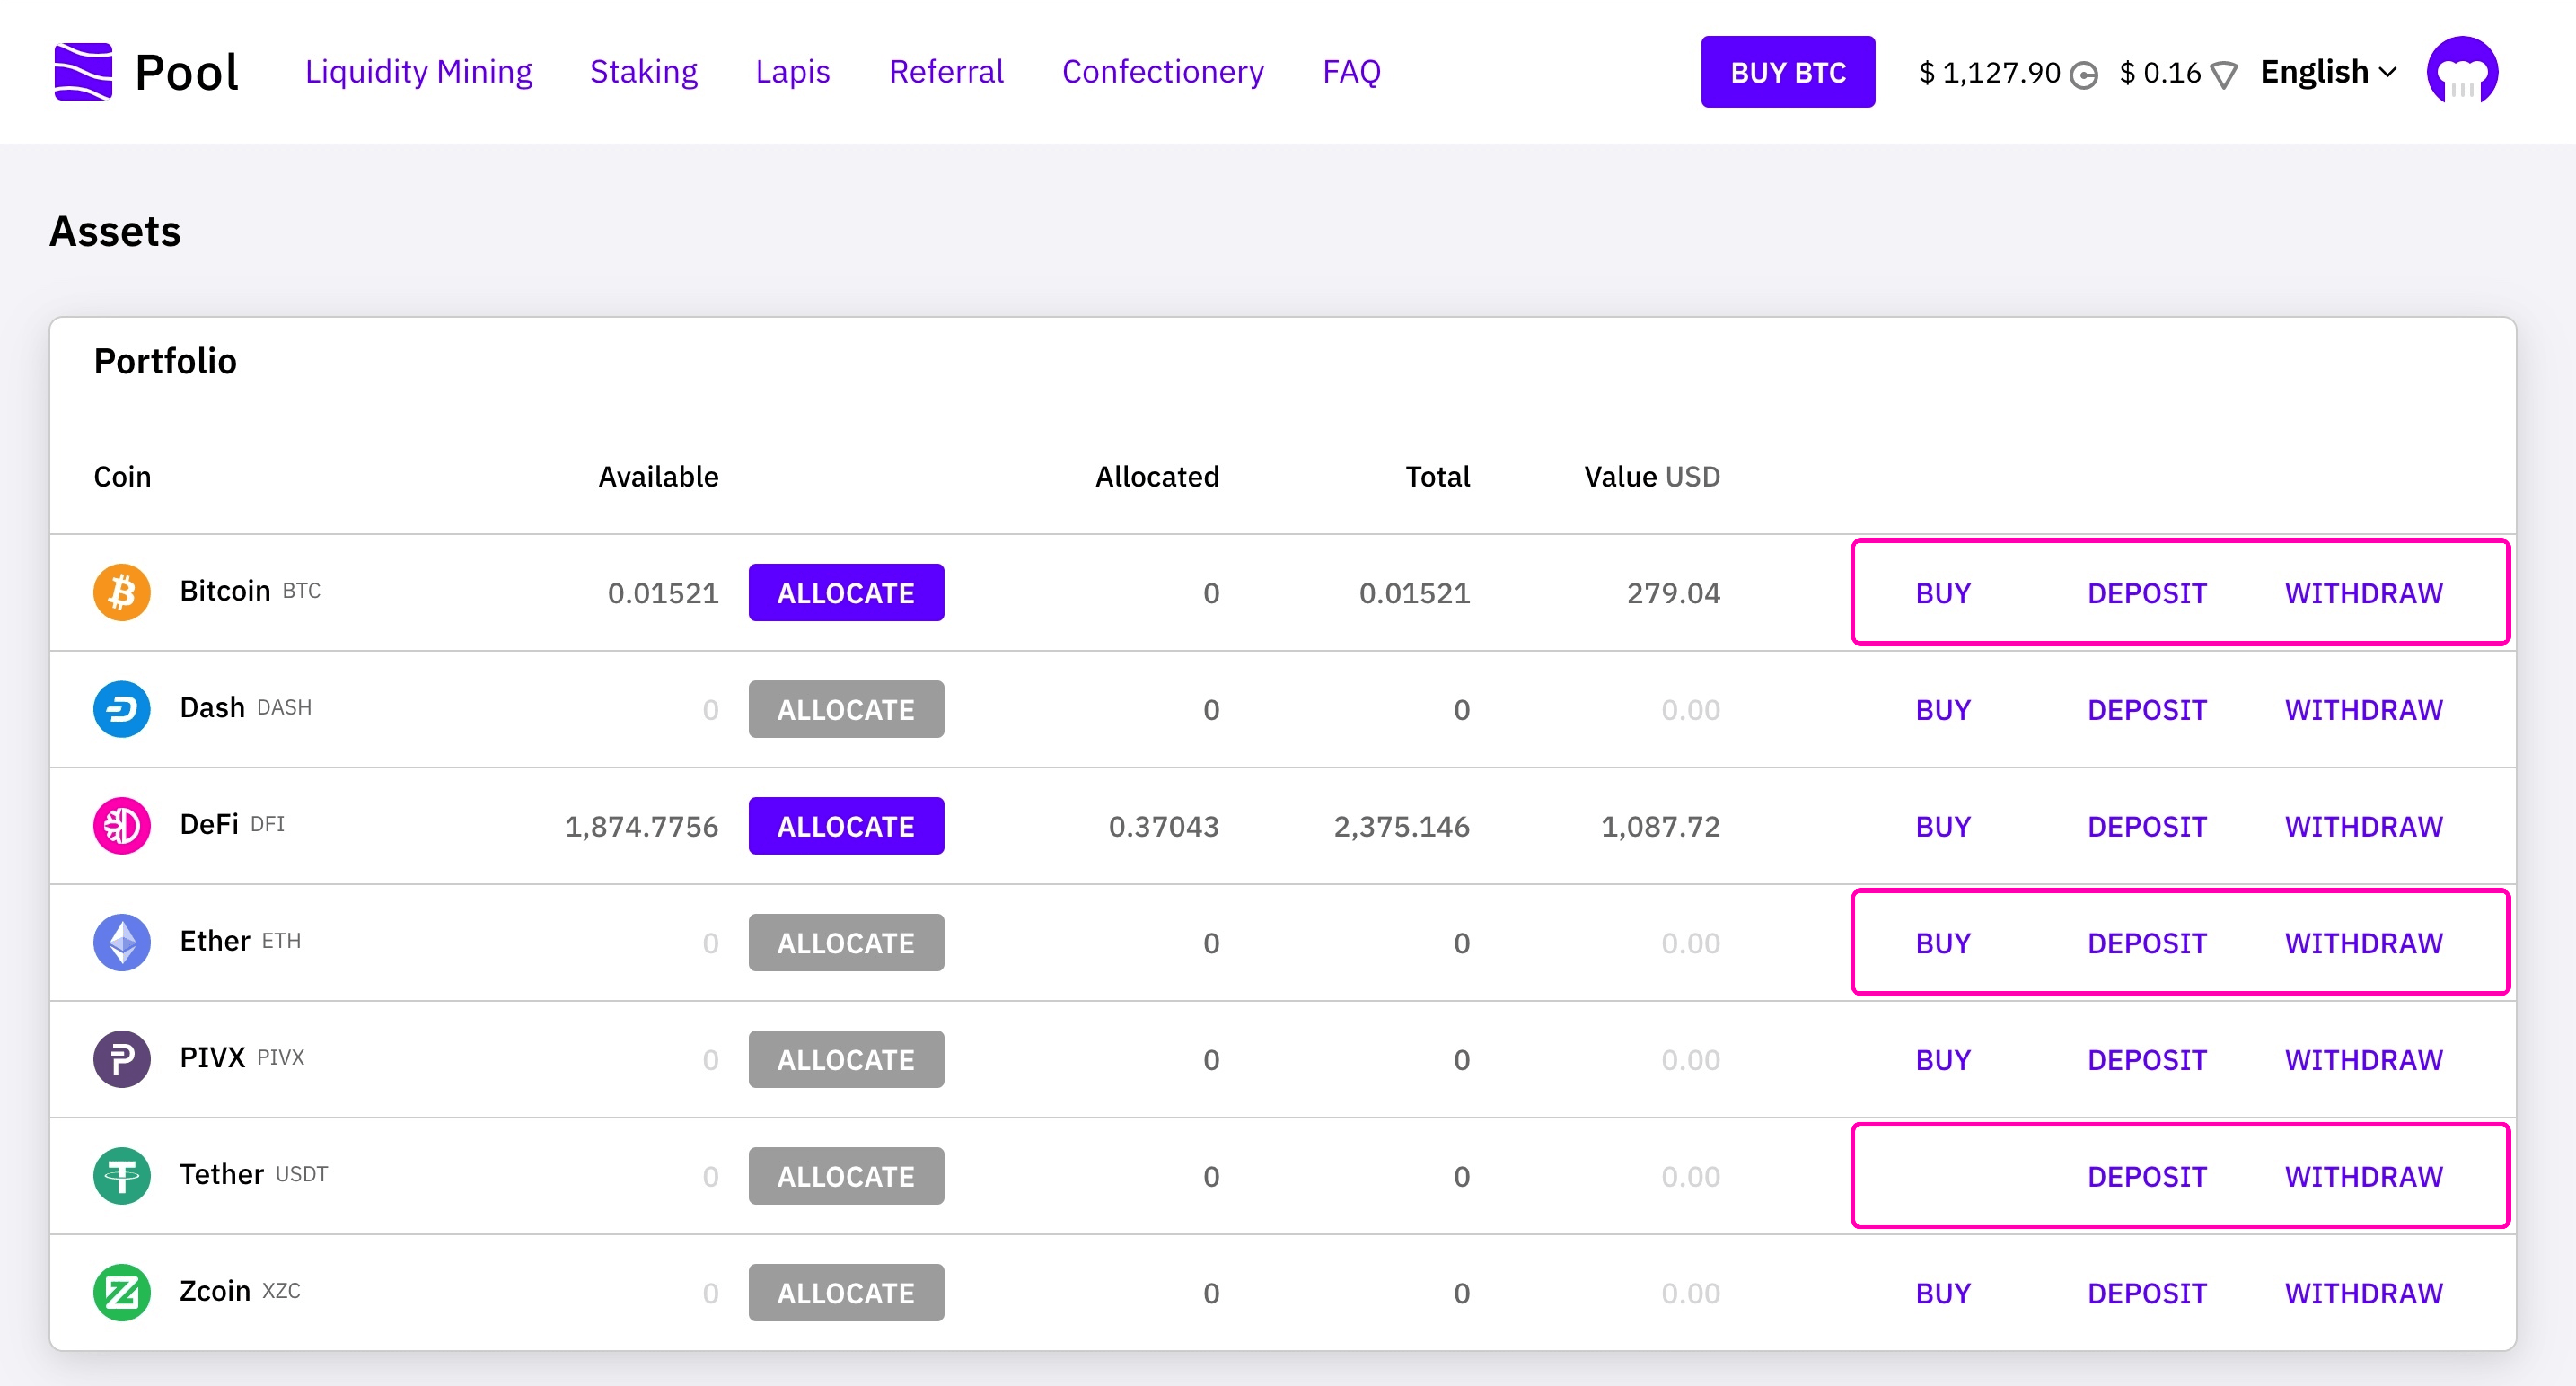 Pool Liquidity Mining Staking Lapis Referral Confectionery FAQ BUY BTC $ 1,127.90 $ 0.16 English
Assets
Portfolio
Coin Available Allocated Total Value USD
Bitcoin BTC 0.01521 ALLOCATE 0 0.01521 279.04 BUY DEPOSIT WITHDRAW
Dash DASH 0 ALLOCATE 0 0 0.00 BUY DEPOSIT WITHDRAW
DeFi DFI 1,874.7756 ALLOCATE 0.37043 2,375.146 1,087.72 BUY DEPOSIT WITHDRAW
Ether ETH 0 ALLOCATE 0 0 0.00 BUY DEPOSIT WITHDRAW
PIVX PIVX 0 ALLOCATE 0 0 0.00 BUY DEPOSIT WITHDRAW
Tether USDT 0 ALLOCATE 0 0 0.00 DEPOSIT WITHDRAW
Zcoin XZC 0 ALLOCATE 0 0 0.00 BUY DEPOSIT WITHDRAW